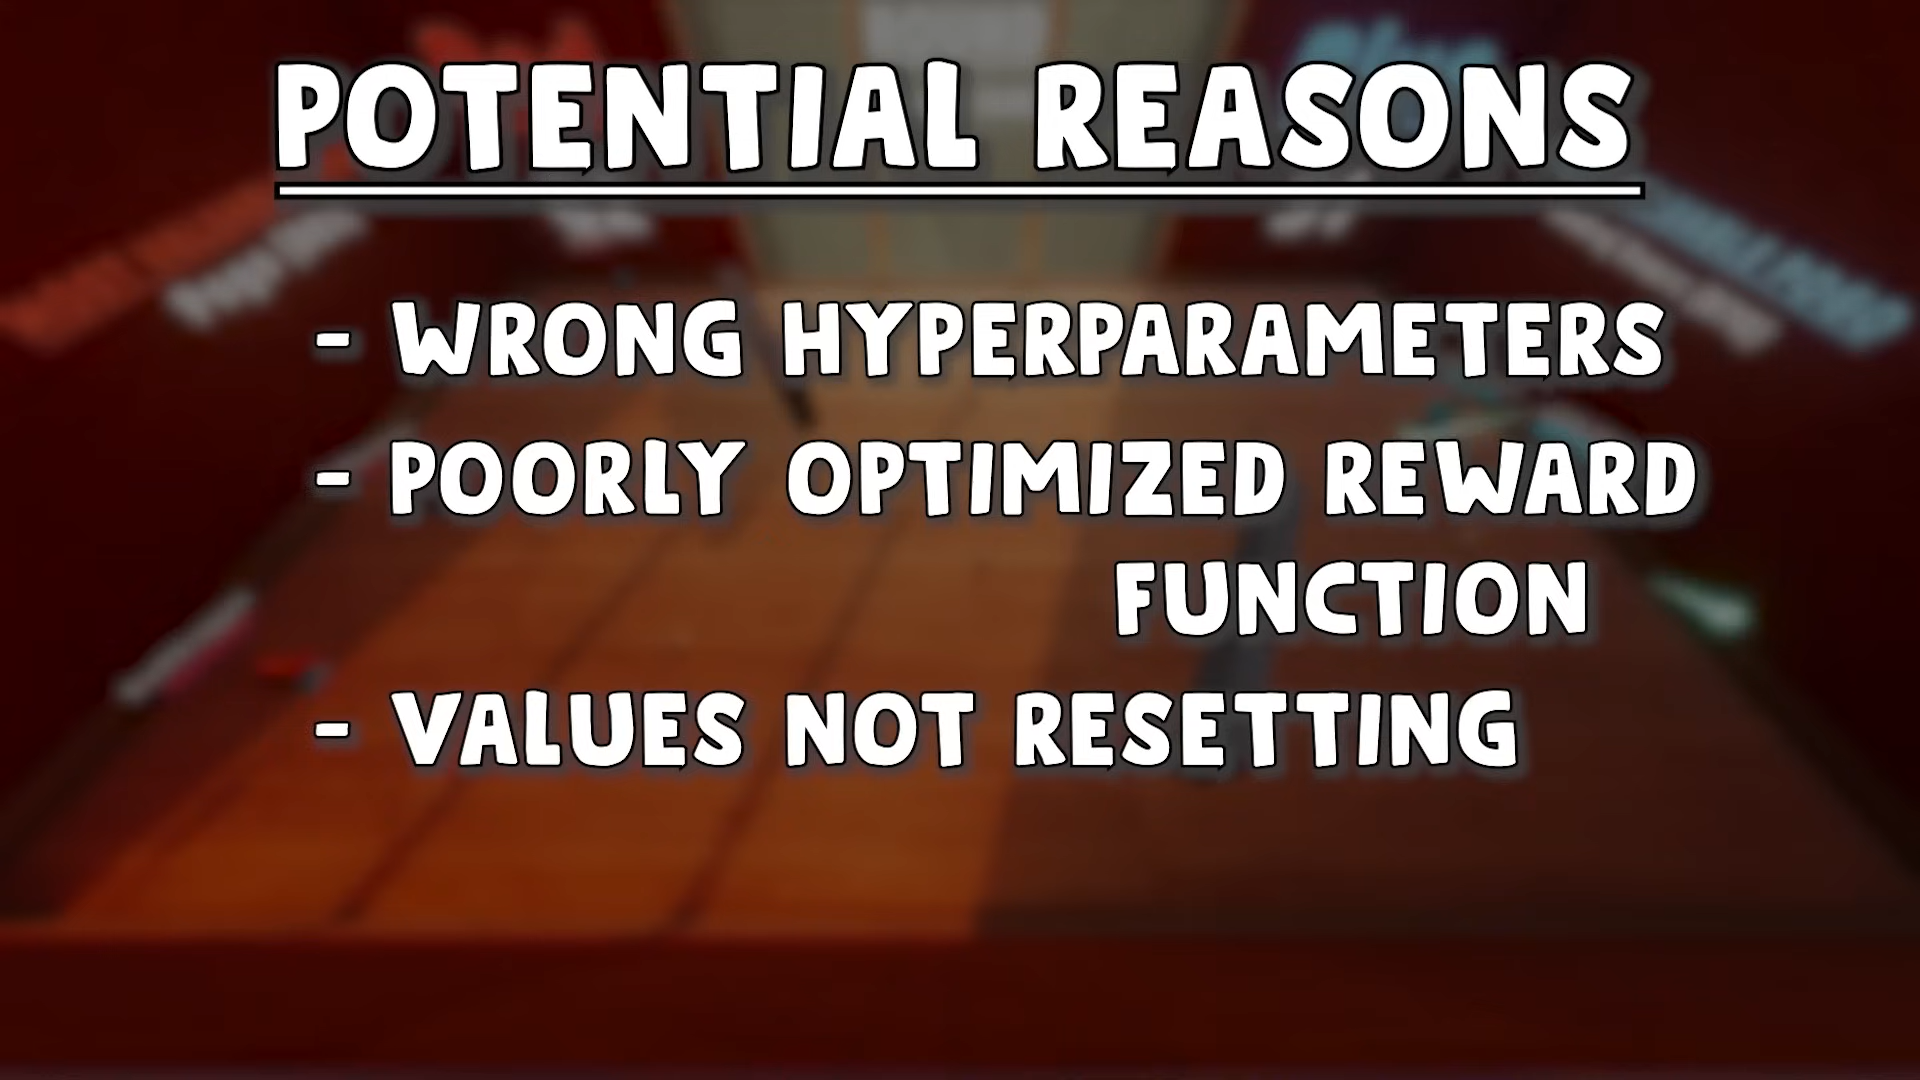 POTENTIAL REASONS
- WRONG HYPERPARAMETERS
- POORLY OPTIMIZED REWARD
FUNCTION
- VALUES NOT RESETTING